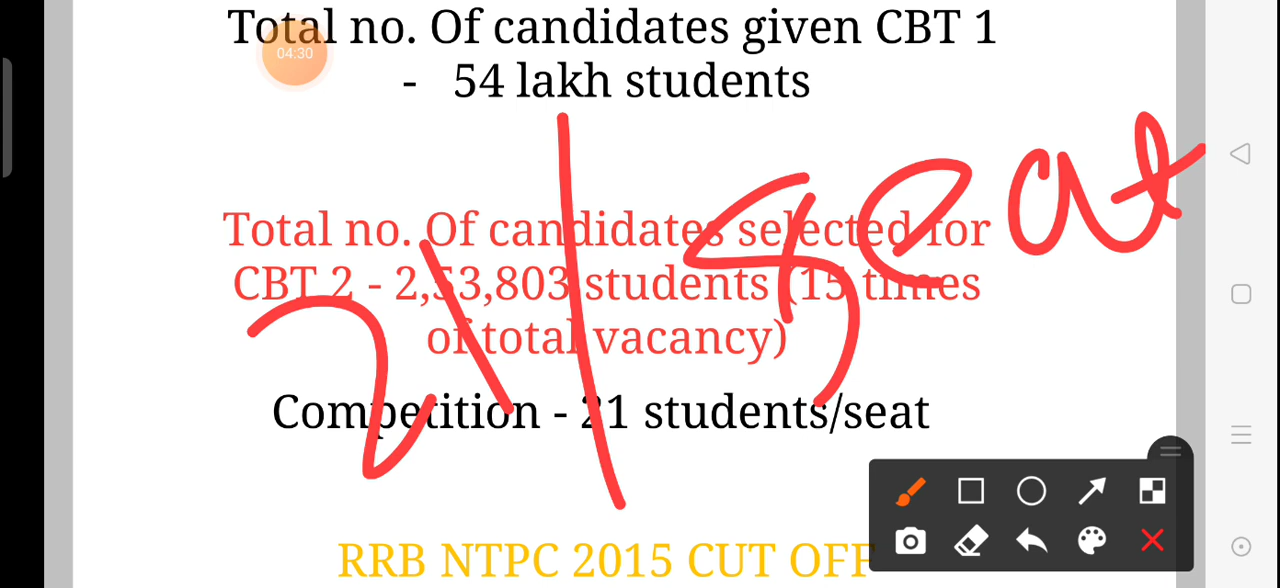 Total no. Of candidates given CBT 1
04:30
- 54 lakh students
Total no. Of candidates selected for
CBT 2 - 2,53,803 students (15 times
of total vacancy)
21/seat
Competition - 21 students/seat
RRB NTPC 2015 CUT OFF